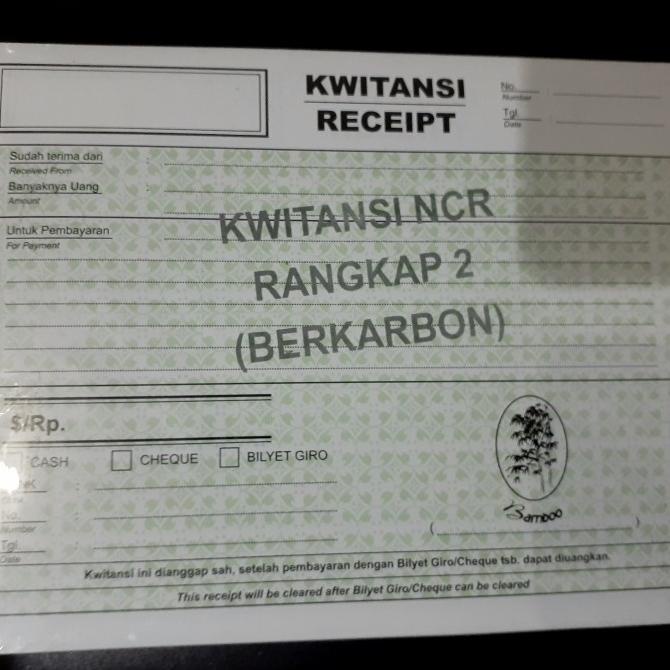 KWITANSI
RECEIPT
No. :
Number
Tgl. :
Date
Sudah terima dari :
Received From
Banyaknya Uang :
Amount
Untuk Pembayaran :
For Payment
KWITANSI NCR
RANGKAP 2
(BERKARBON)
$/Rp.
CASH CHEQUE BILYET GIRO
No. :
Number
Tgl. :
Date
Bamboo
( )
Kwitansi ini dianggap sah, setelah pembayaran dengan Bilyet Giro/Cheque tsb. dapat diuangkan.
This receipt will be cleared after Bilyet Giro/Cheque can be cleared